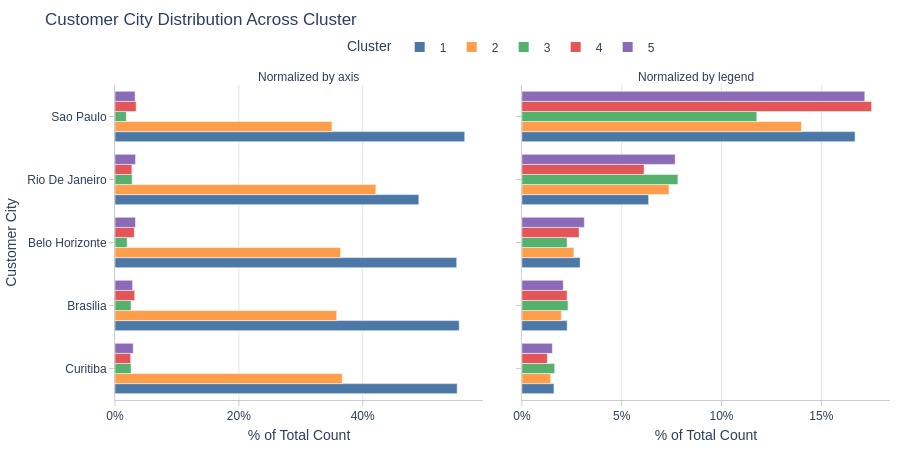 Customer City Distribution Across Cluster
Cluster 1 2 3 4 5
Normalized by axis
Normalized by legend
Customer City
Sao Paulo
Rio De Janeiro
Belo Horizonte
Brasilia
Curitiba
0% 20% 40%
0% 5% 10% 15%
% of Total Count
% of Total Count